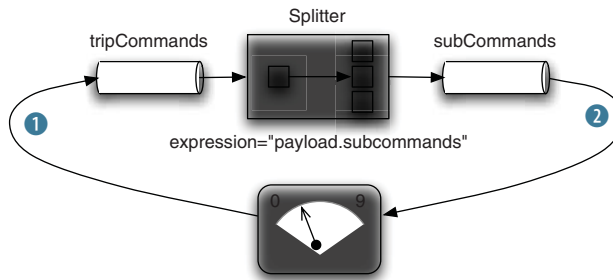 Splitter
tripCommands
subCommands
1
2
expression="payload.subcommands"
0 9